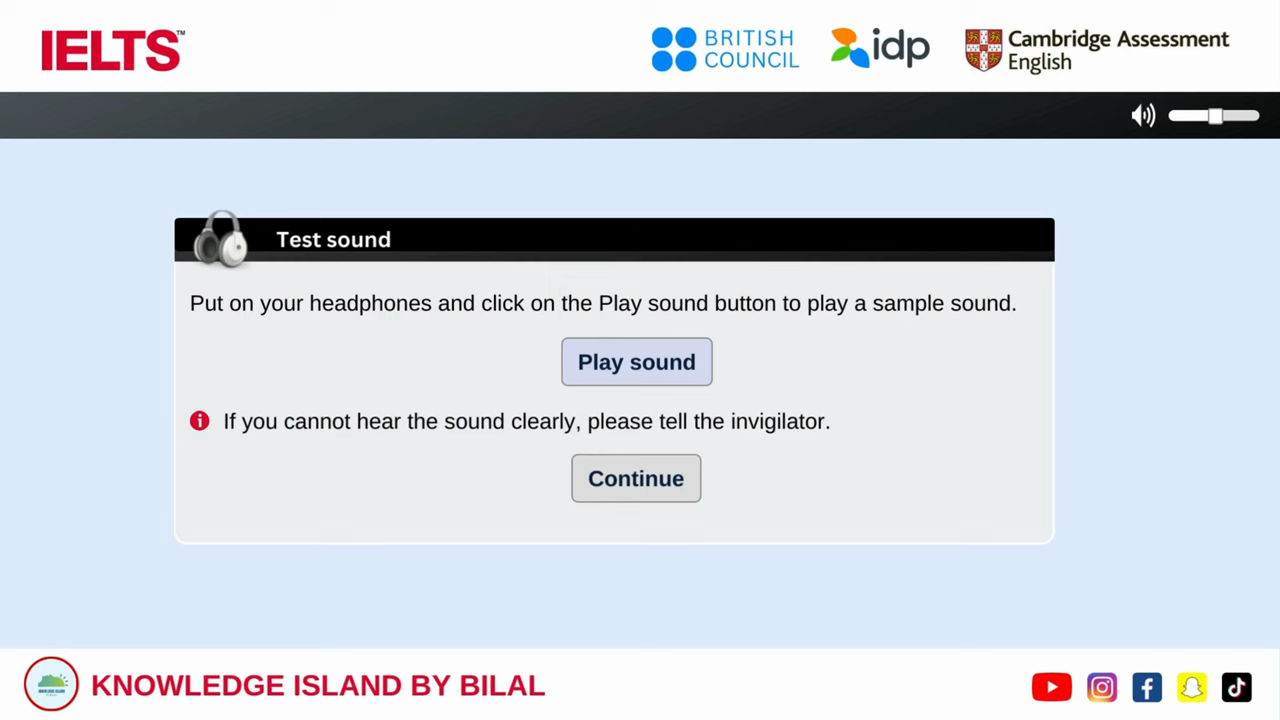 IELTS™
BRITISH
COUNCIL
idp
Cambridge Assessment
English
Test sound
Put on your headphones and click on the Play sound button to play a sample sound.
Play sound
If you cannot hear the sound clearly, please tell the invigilator.
Continue
KNOWLEDGE ISLAND BY BILAL